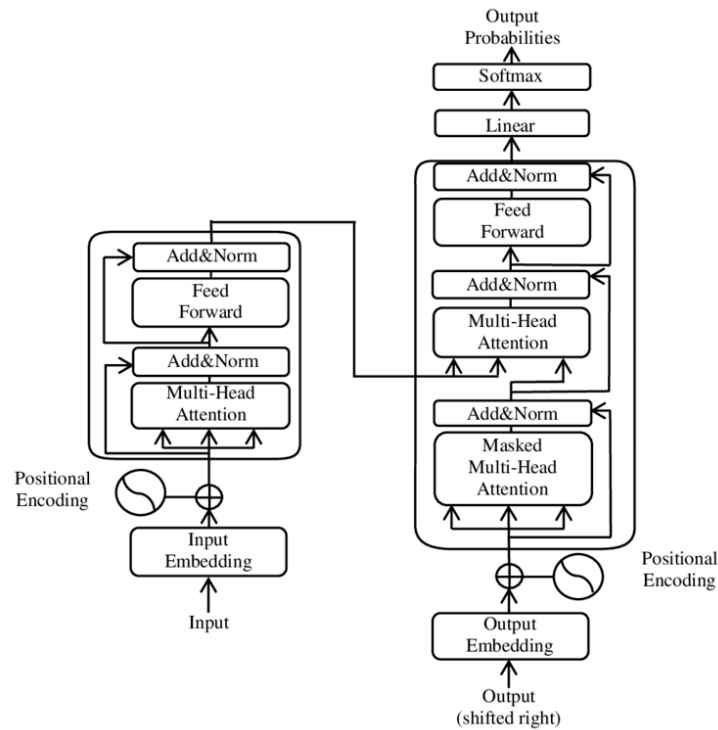 Output
Probabilities
Softmax
Linear
Add&Norm
Feed
Forward
Add&Norm
Multi-Head
Attention
Add&Norm
Masked
Multi-Head
Attention
Positional
Encoding
Output
Embedding
Output
(shifted right)
Add&Norm
Feed
Forward
Add&Norm
Multi-Head
Attention
Positional
Encoding
Input
Embedding
Input